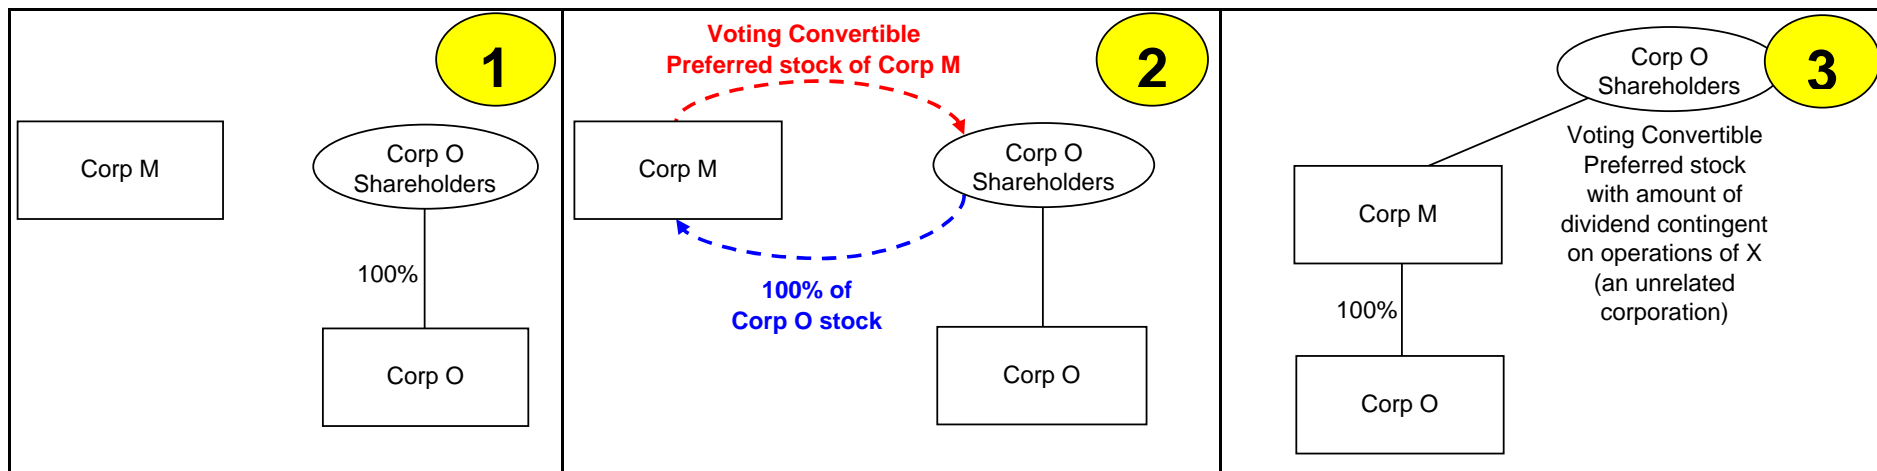 1
Corp M
Corp O
Shareholders
100%
Corp O
2
Voting Convertible
Preferred stock of Corp M
Corp M
Corp O
Shareholders
100% of
Corp O stock
Corp O
3
Corp O
Shareholders
Voting Convertible
Preferred stock
with amount of
dividend contingent
on operations of X
(an unrelated
corporation)
Corp M
100%
Corp O